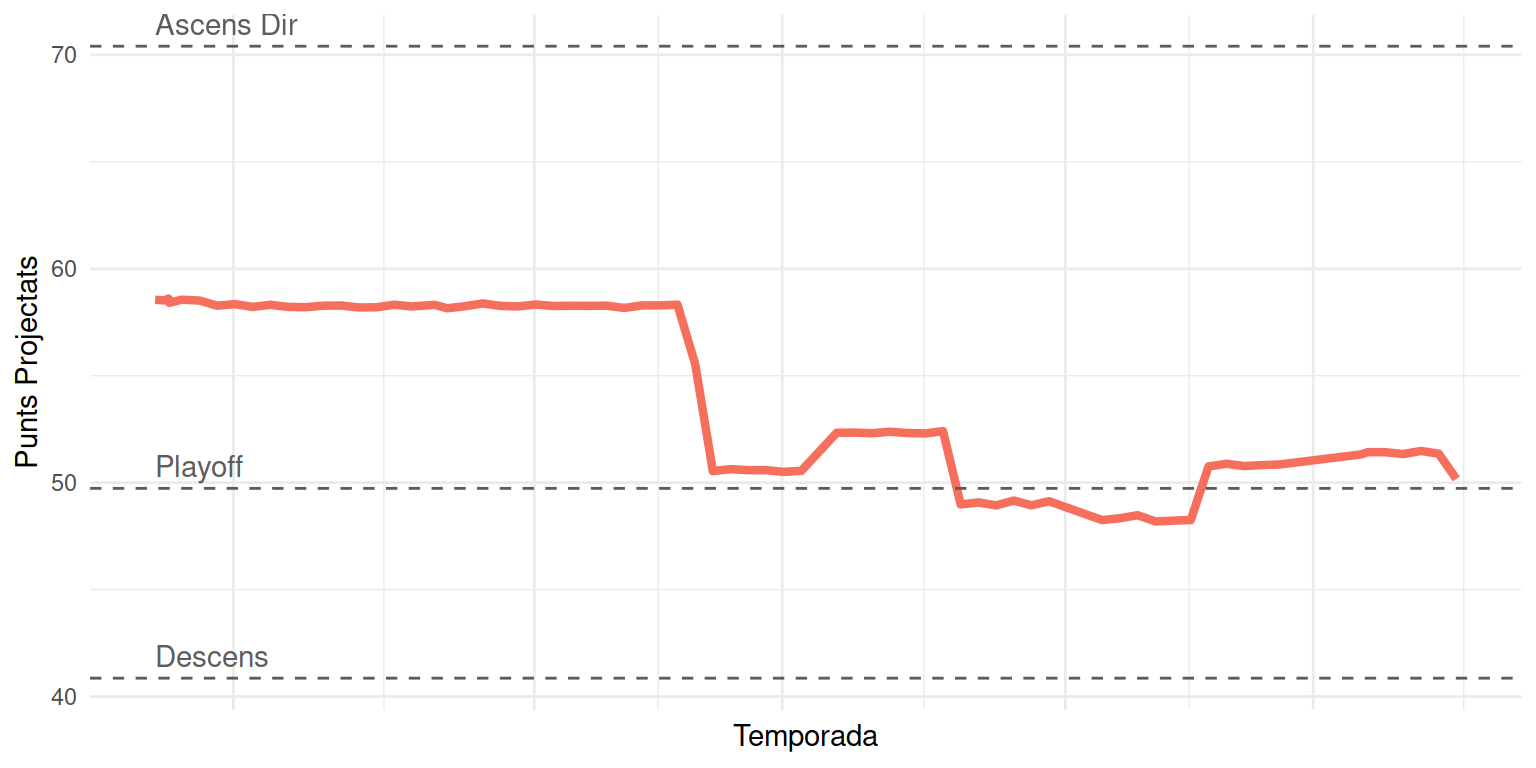 Ascens Dir
70
60
Punts Projectats
Playoff
50
Descens
40
Temporada